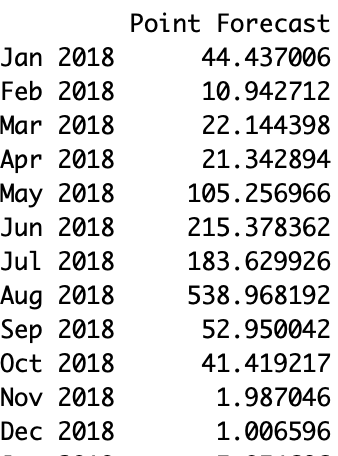 Point Forecast
Jan 2018 44.437006
Feb 2018 10.942712
Mar 2018 22.144398
Apr 2018 21.342894
May 2018 105.256966
Jun 2018 215.378362
Jul 2018 183.629926
Aug 2018 538.968192
Sep 2018 52.950042
Oct 2018 41.419217
Nov 2018 1.987046
Dec 2018 1.006596